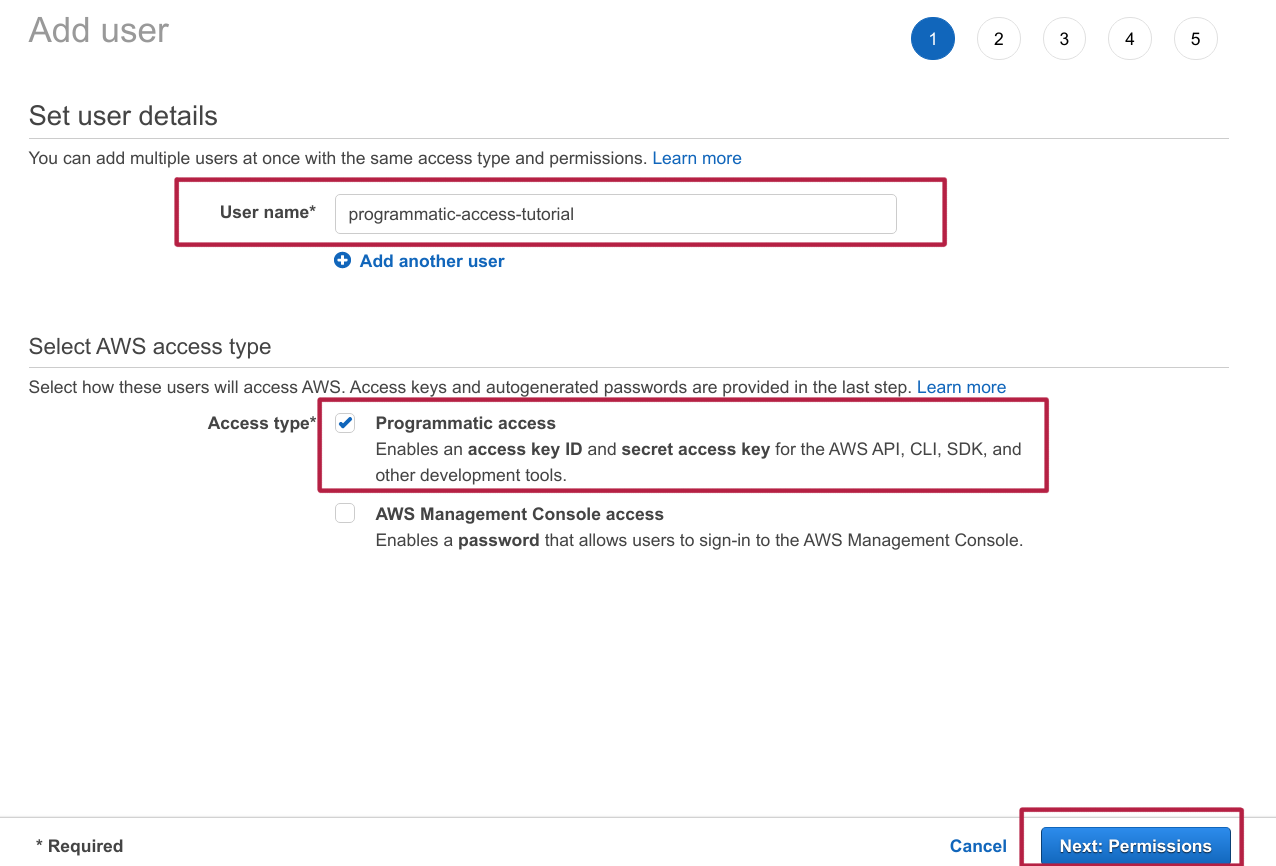 Add user
1 2 3 4 5
Set user details
You can add multiple users at once with the same access type and permissions. Learn more
User name* programmatic-access-tutorial
Add another user
Select AWS access type
Select how these users will access AWS. Access keys and autogenerated passwords are provided in the last step. Learn more
Access type* Programmatic access
Enables an access key ID and secret access key for the AWS API, CLI, SDK, and
other development tools.
AWS Management Console access
Enables a password that allows users to sign-in to the AWS Management Console.
* Required Cancel Next: Permissions